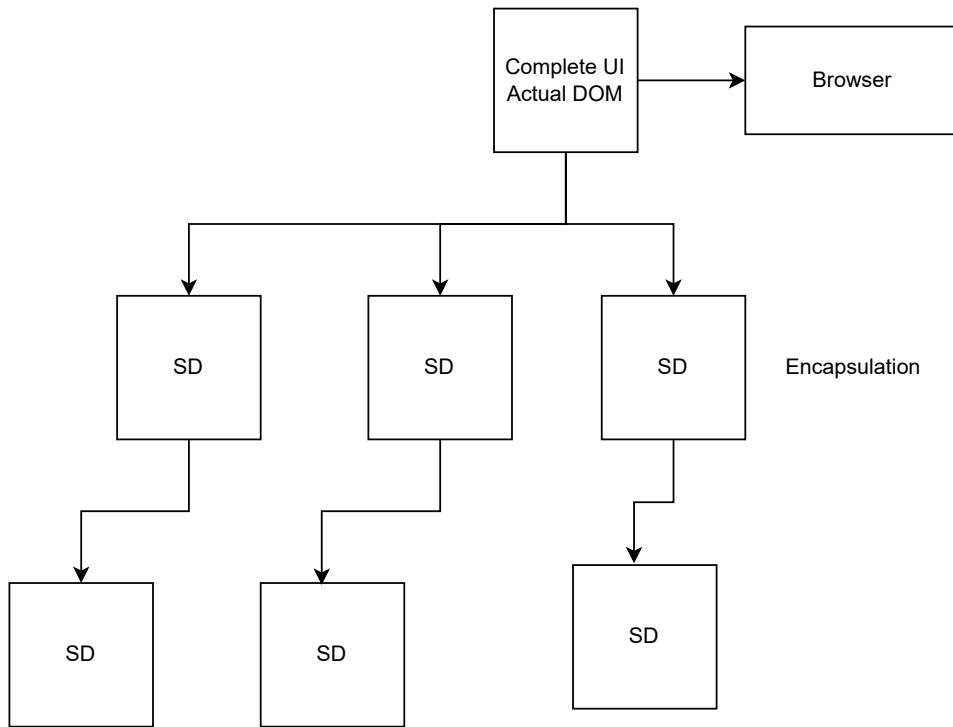 Complete UI
Actual DOM
Browser
SD
SD
SD
Encapsulation
SD
SD
SD